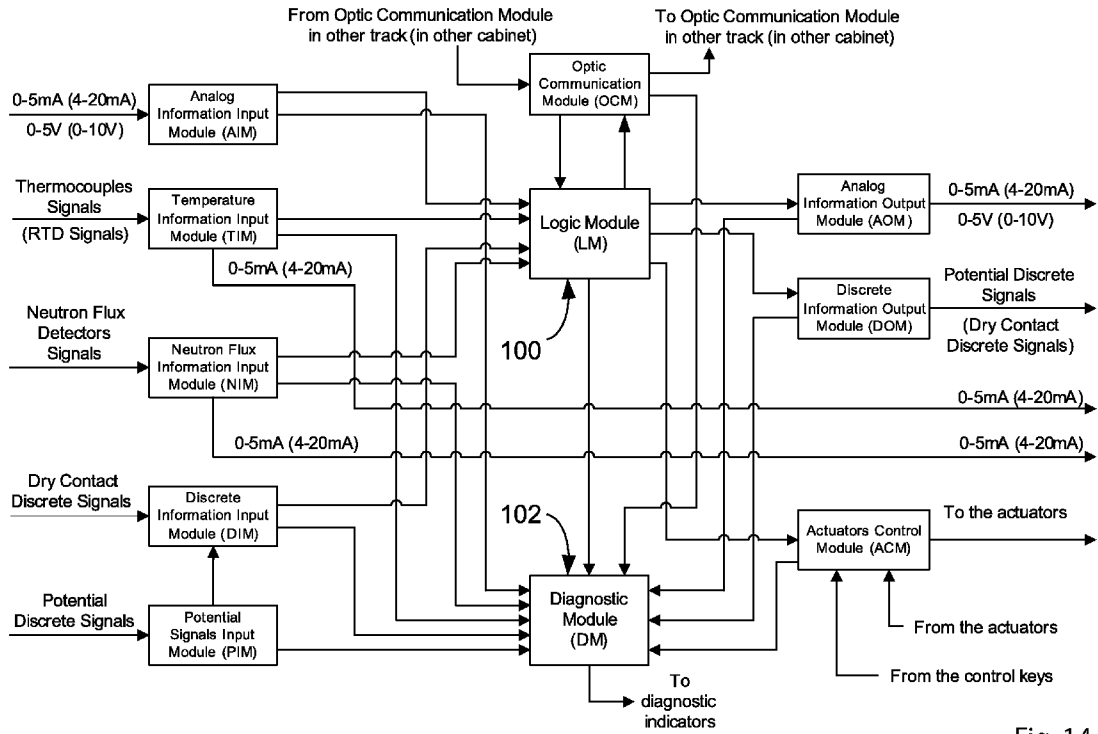 From Optic Communication Module
in other track (in other cabinet)
To Optic Communication Module
in other track (in other cabinet)
Optic
Communication
Module (OCM)
0-5mA (4-20mA)
0-5V (0-10V)
Analog
Information Input
Module (AIM)
Thermocouples
Signals
(RTD Signals)
Temperature
Information Input
Module (TIM)
0-5mA (4-20mA)
Logic Module
(LM)
100
Analog
Information Output
Module (AOM)
0-5mA (4-20mA)
0-5V (0-10V)
Discrete
Information Output
Module (DOM)
Potential Discrete
Signals
(Dry Contact
Discrete Signals)
Neutron Flux
Detectors
Signals
Neutron Flux
Information Input
Module (NIM)
0-5mA (4-20mA)
0-5mA (4-20mA)
0-5mA (4-20mA)
Dry Contact
Discrete Signals
Discrete
Information Input
Module (DIM)
102
Actuators Control
Module (ACM)
To the actuators
Potential
Discrete Signals
Potential
Signals Input
Module (PIM)
Diagnostic
Module
(DM)
From the actuators
From the control keys
To
diagnostic
indicators
Fig. 14